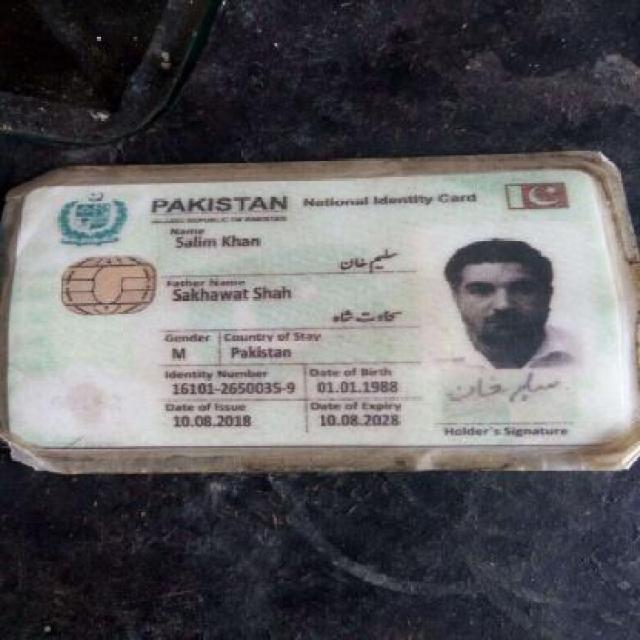 PAKISTAN National Identity Card
ISLAMIC REPUBLIC OF PAKISTAN
Name
Salim Khan
سلیم خان
Father Name
Sakhawat Shah
سخاوت شاہ
Gender Country of Stay
M Pakistan
Identity Number Date of Birth
16101-2650035-9 01.01.1988
Date of Issue Date of Expiry
10.08.2018 10.08.2028
سلیم خان
Holder's Signature